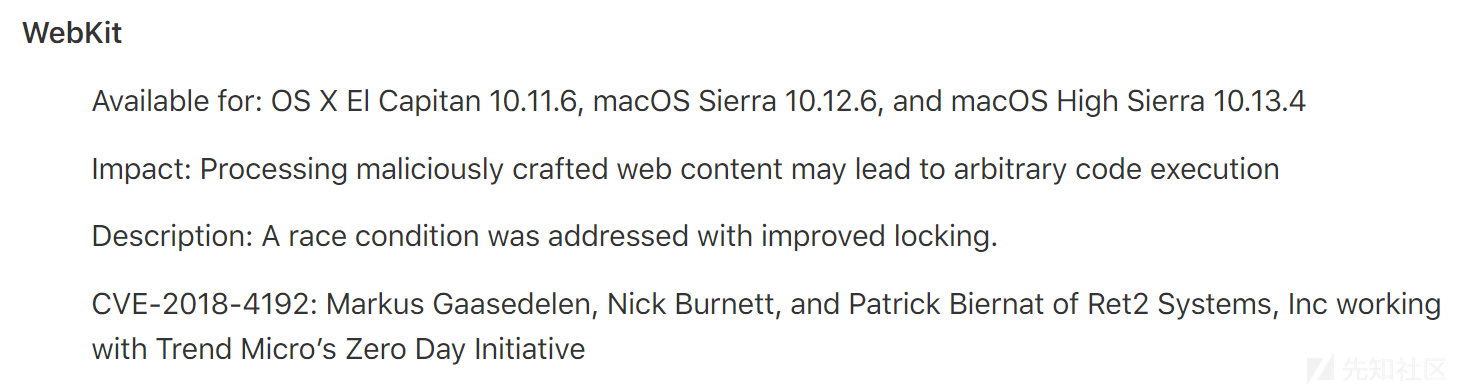 WebKit
Available for: OS X El Capitan 10.11.6, macOS Sierra 10.12.6, and macOS High Sierra 10.13.4
Impact: Processing maliciously crafted web content may lead to arbitrary code execution
Description: A race condition was addressed with improved locking.
CVE-2018-4192: Markus Gaasedelen, Nick Burnett, and Patrick Biernat of Ret2 Systems, Inc working
with Trend Micro’s Zero Day Initiative
先知社区